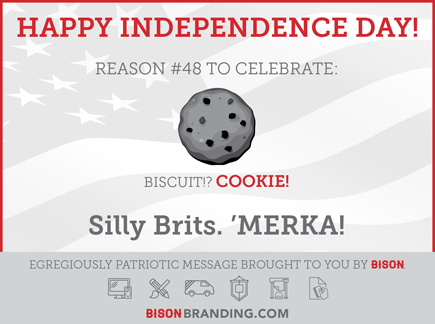 HAPPY INDEPENDENCE DAY!
REASON #48 TO CELEBRATE:
BISCUIT!? COOKIE!
Silly Brits. ’MERKA!
EGREGIOUSLY PATRIOTIC MESSAGE BROUGHT TO YOU BY BISON
BISONBRANDING.COM